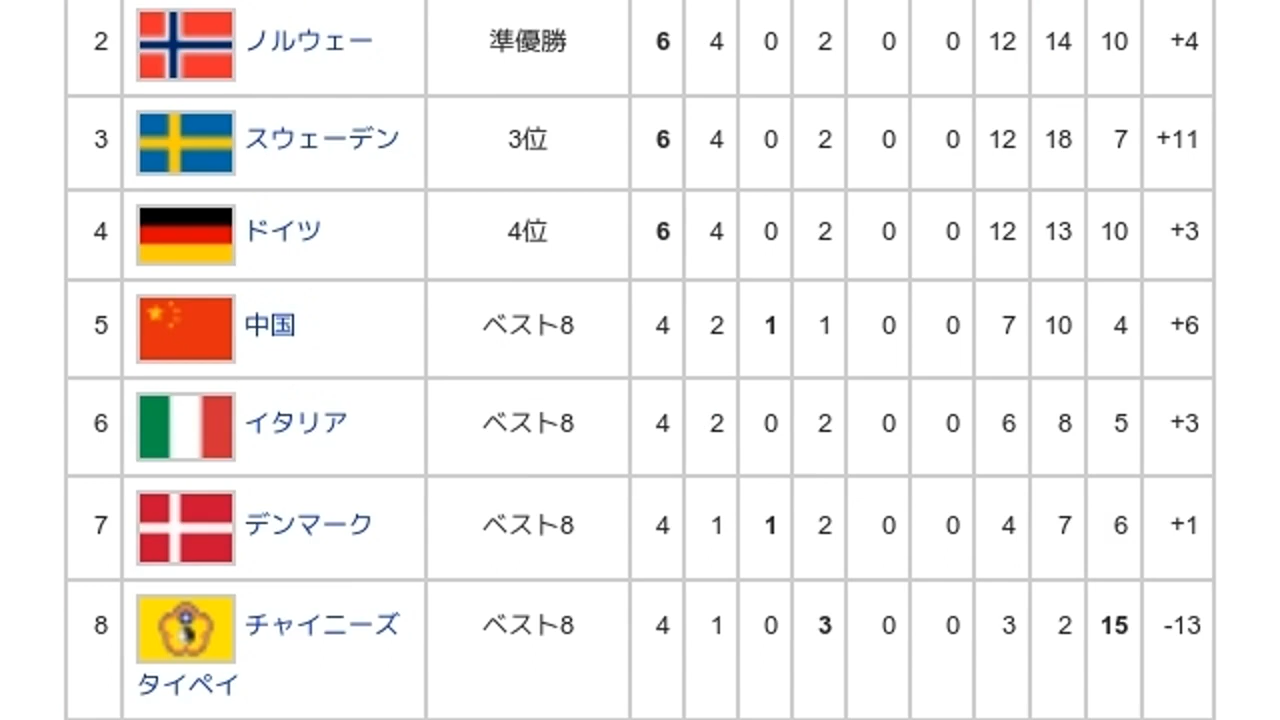 2 ノルウェー 準優勝 6 4 0 2 0 0 12 14 10 +4
3 スウェーデン 3位 6 4 0 2 0 0 12 18 7 +11
4 ドイツ 4位 6 4 0 2 0 0 12 13 10 +3
5 中国 ベスト8 4 2 1 1 0 0 7 10 4 +6
6 イタリア ベスト8 4 2 0 2 0 0 6 8 5 +3
7 デンマーク ベスト8 4 1 1 2 0 0 4 7 6 +1
8 チャイニーズ ベスト8 4 1 0 3 0 0 3 2 15 -13
タイペイ